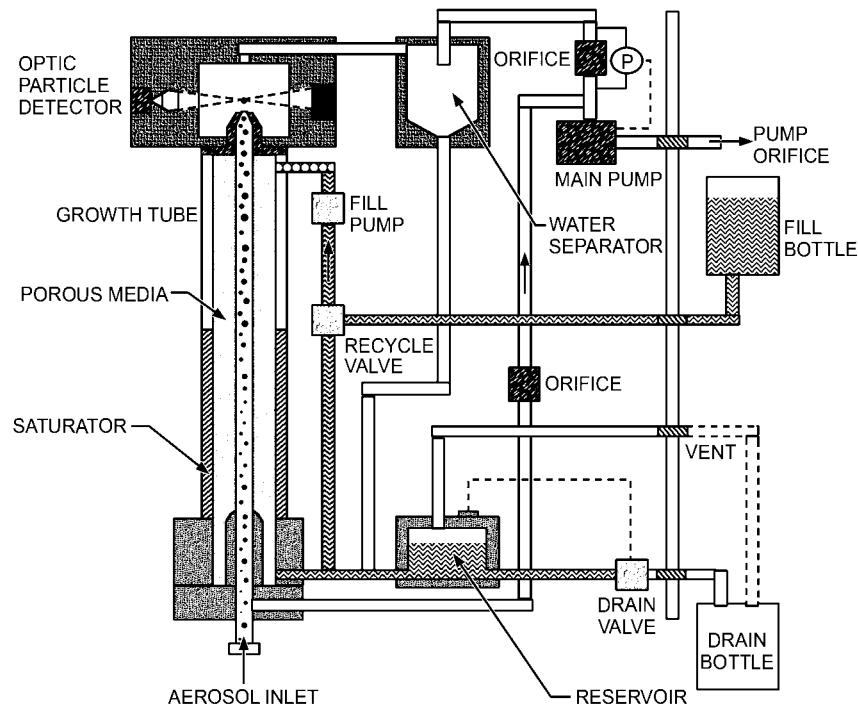 OPTIC
PARTICLE
DETECTOR
ORIFICE
P
PUMP
ORIFICE
MAIN PUMP
GROWTH TUBE
FILL
PUMP
WATER
SEPARATOR
FILL
BOTTLE
POROUS MEDIA
RECYCLE
VALVE
ORIFICE
SATURATOR
VENT
DRAIN
VALVE
DRAIN
BOTTLE
AEROSOL INLET
RESERVOIR